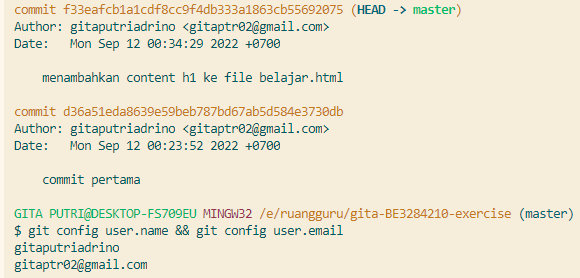 commit f33eafcb1a1cdf8cc9f4db333a1863cb55692075 (HEAD -> master)
Author: gitaputriadrino <gitaptr02@gmail.com>
Date:   Mon Sep 12 00:34:29 2022 +0700
menambahkan content h1 ke file belajar.html
commit d36a51eda8639e59beb787bd67ab5d584e3730db
Author: gitaputriadrino <gitaptr02@gmail.com>
Date:   Mon Sep 12 00:23:52 2022 +0700
commit pertama
GITA PUTRI@DESKTOP-FS709EU MINGW32 /e/ruangguru/gita-BE3284210-exercise (master)
$ git config user.name && git config user.email
gitaputriadrino
gitaptr02@gmail.com